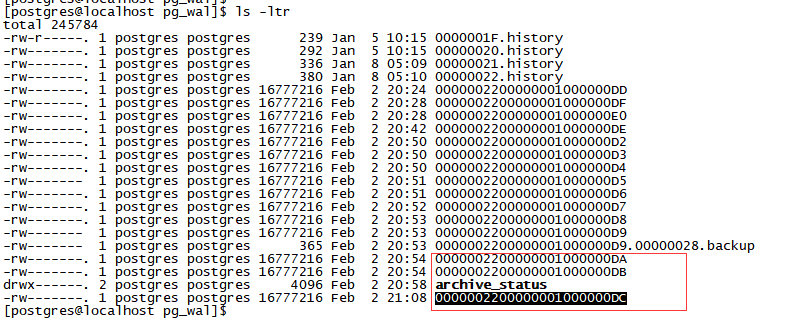 [postgres@localhost pg_wal]$ ls -ltr
total 245784
-rw-r-----. 1 postgres postgres 239 Jan 5 10:15 0000001F.history
-rw-------. 1 postgres postgres 292 Jan 5 10:15 00000020.history
-rw-------. 1 postgres postgres 336 Jan 8 05:09 00000021.history
-rw-------. 1 postgres postgres 380 Jan 8 05:10 00000022.history
-rw-------. 1 postgres postgres 16777216 Feb 2 20:24 0000002200000001000000DD
-rw-------. 1 postgres postgres 16777216 Feb 2 20:28 0000002200000001000000DF
-rw-------. 1 postgres postgres 16777216 Feb 2 20:28 0000002200000001000000E0
-rw-------. 1 postgres postgres 16777216 Feb 2 20:42 0000002200000001000000DE
-rw-------. 1 postgres postgres 16777216 Feb 2 20:50 0000002200000001000000D2
-rw-------. 1 postgres postgres 16777216 Feb 2 20:50 0000002200000001000000D3
-rw-------. 1 postgres postgres 16777216 Feb 2 20:50 0000002200000001000000D4
-rw-------. 1 postgres postgres 16777216 Feb 2 20:51 0000002200000001000000D5
-rw-------. 1 postgres postgres 16777216 Feb 2 20:51 0000002200000001000000D6
-rw-------. 1 postgres postgres 16777216 Feb 2 20:52 0000002200000001000000D7
-rw-------. 1 postgres postgres 16777216 Feb 2 20:53 0000002200000001000000D8
-rw------- 1 postgres postgres 16777216 Feb 2 20:53 0000002200000001000000D9
-rw-------. 1 postgres postgres 365 Feb 2 20:53 0000002200000001000000D9.00000028.backup
-rw-------. 1 postgres postgres 16777216 Feb 2 20:54 0000002200000001000000DA
-rw-------. 1 postgres postgres 16777216 Feb 2 20:54 0000002200000001000000DB
drwx------. 2 postgres postgres 4096 Feb 2 20:58 archive_status
-rw-------. 1 postgres postgres 16777216 Feb 2 21:08 0000002200000001000000DC
[postgres@localhost pg_wal]$